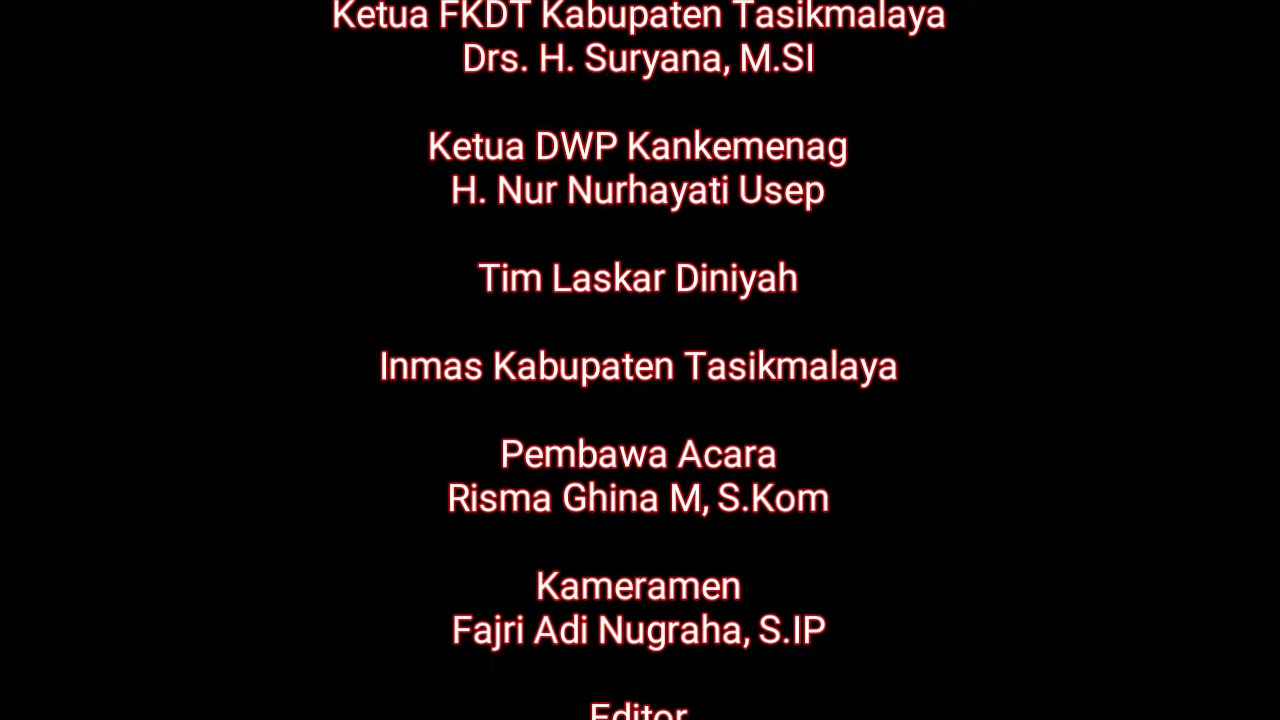 Ketua FKDT Kabupaten Tasikmalaya
Drs. H. Suryana, M.SI
Ketua DWP Kankemenag
H. Nur Nurhayati Usep
Tim Laskar Diniyah
Inmas Kabupaten Tasikmalaya
Pembawa Acara
Risma Ghina M, S.Kom
Kameramen
Fajri Adi Nugraha, S.IP
Editor